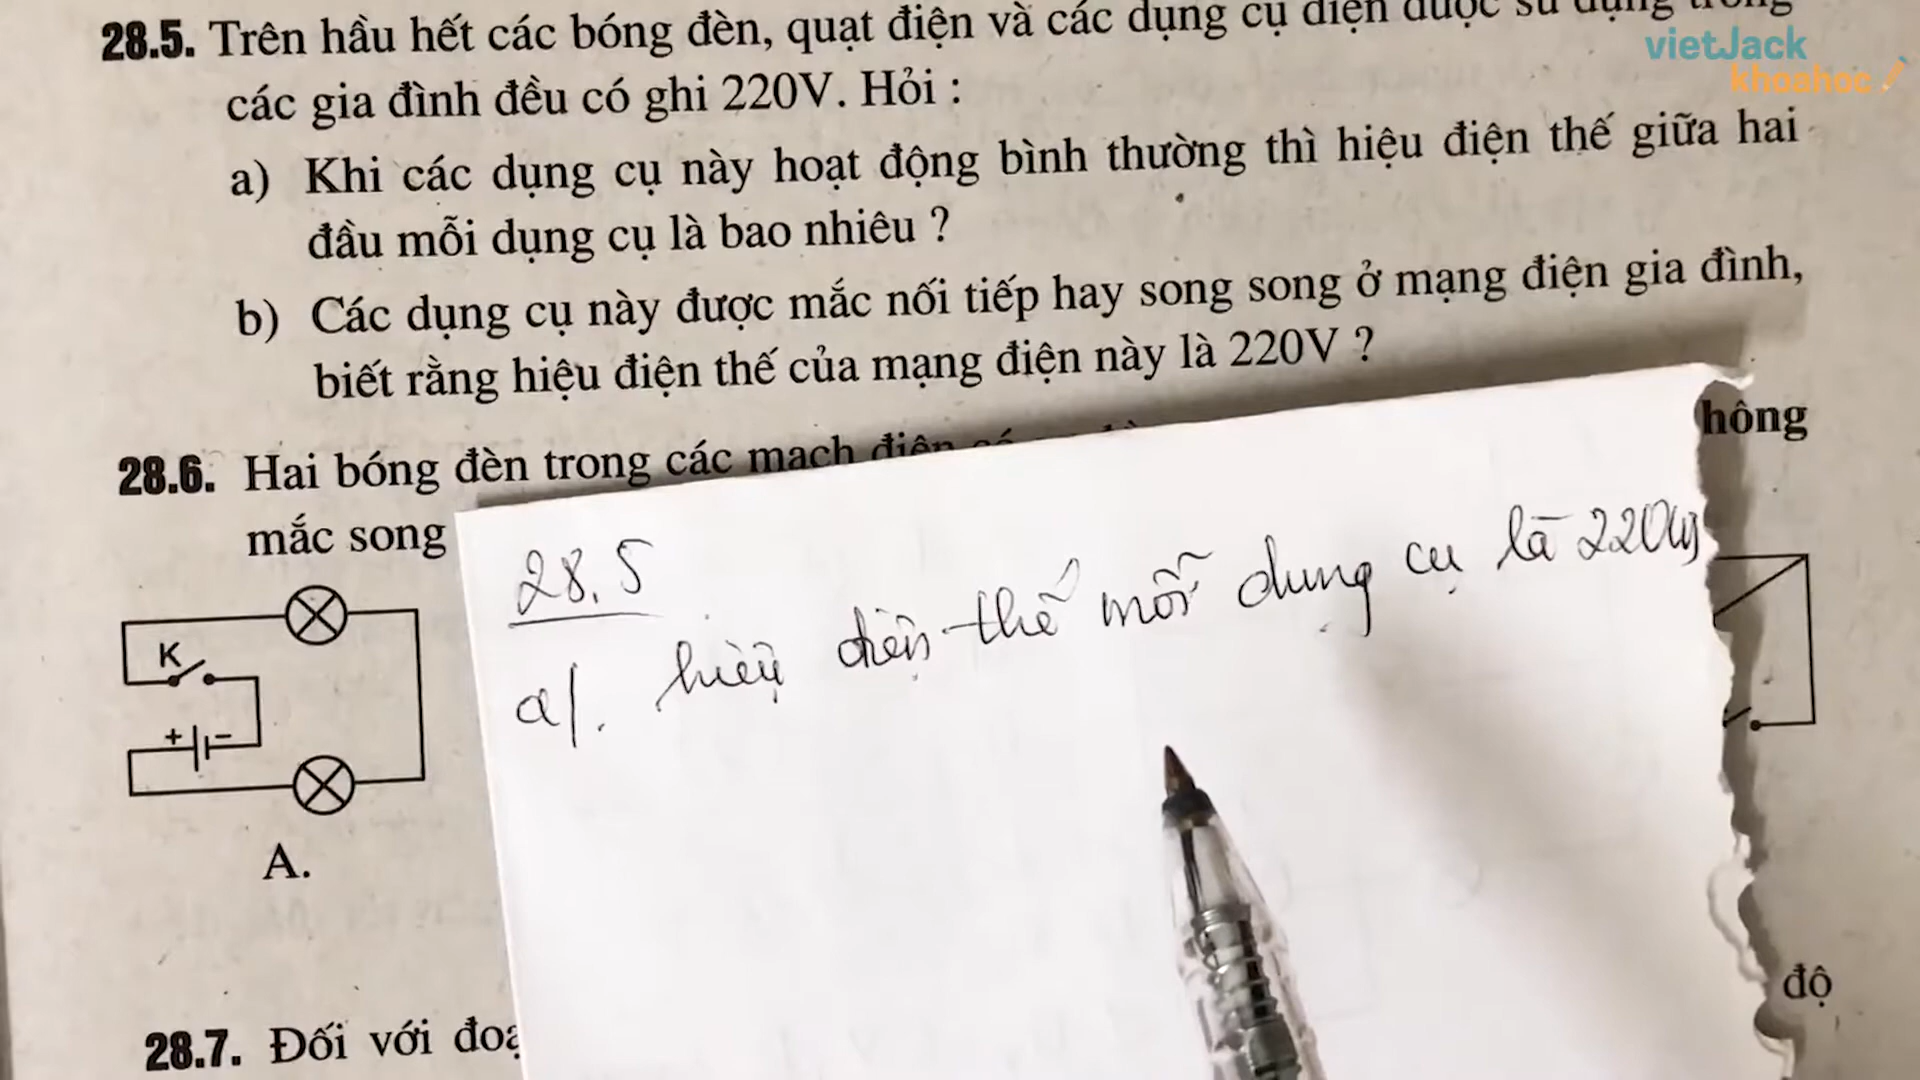 28.5. Trên hầu hết các bóng đèn, quạt điện và các dụng cụ điện được sử dụng trong
các gia đình đều có ghi 220V. Hỏi :
a) Khi các dụng cụ này hoạt động bình thường thì hiệu điện thế giữa hai
đầu mỗi dụng cụ là bao nhiêu ?
b) Các dụng cụ này được mắc nối tiếp hay song song ở mạng điện gia đình,
biết rằng hiệu điện thế của mạng điện này là 220V ?
28.6. Hai bóng đèn trong các mạch điện có
hông
mắc song
28.5
a/. hiệu điện thế mỗi dụng cụ là 220
K
+ -
A.
độ
28.7. Đối với
vietJack
khoahoc